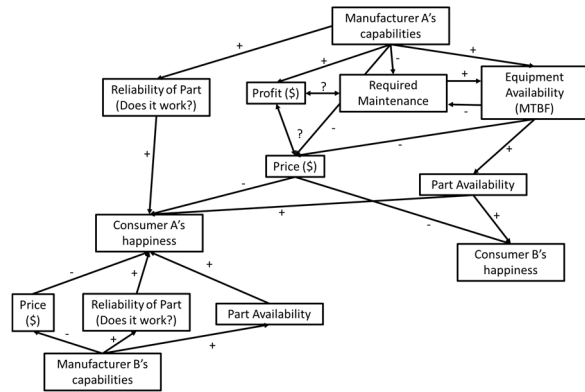 Manufacturer A's
capabilities
+
+
-
+
Reliability of Part
(Does it work?)
Profit ($)
?
Required
Maintenance
+
-
Equipment
Availability
(MTBF)
?
-
-
+
+
Price ($)
Part Availability
-
+
-
+
Consumer A's
happiness
Consumer B's
happiness
-
+
+
Price
($)
Reliability of Part
(Does it work?)
Part Availability
-
+
+
Manufacturer B's
capabilities